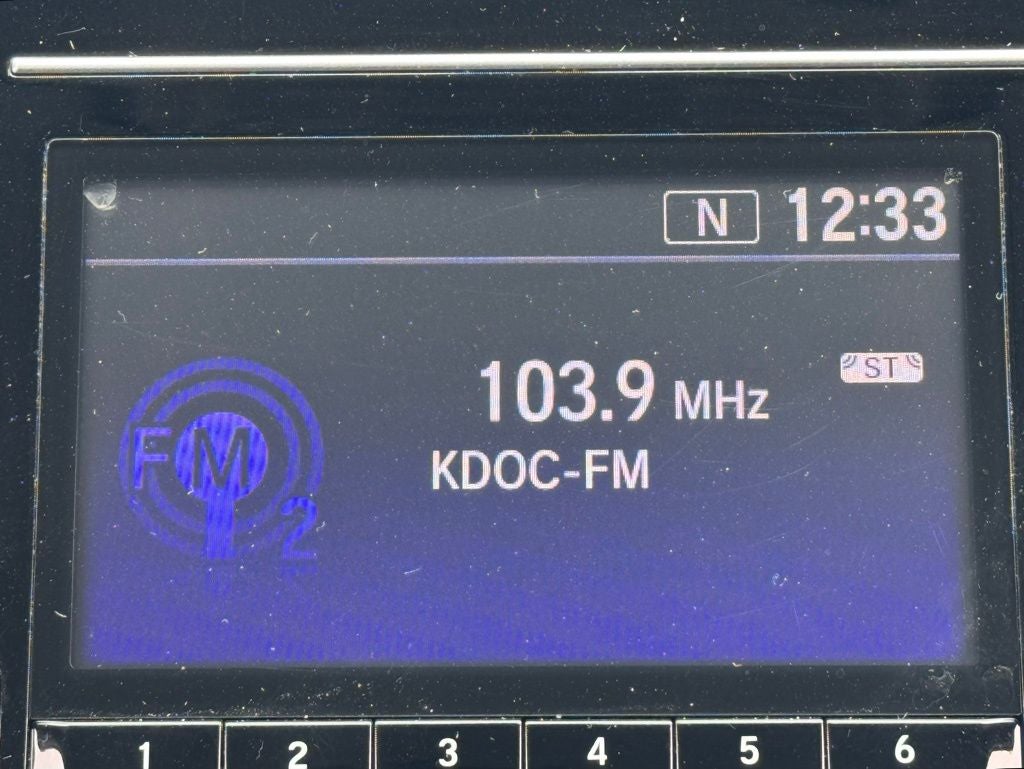 N 12:33
ST
103.9 MHz
KDOC-FM
FM
2
1 2 3 4 5 6